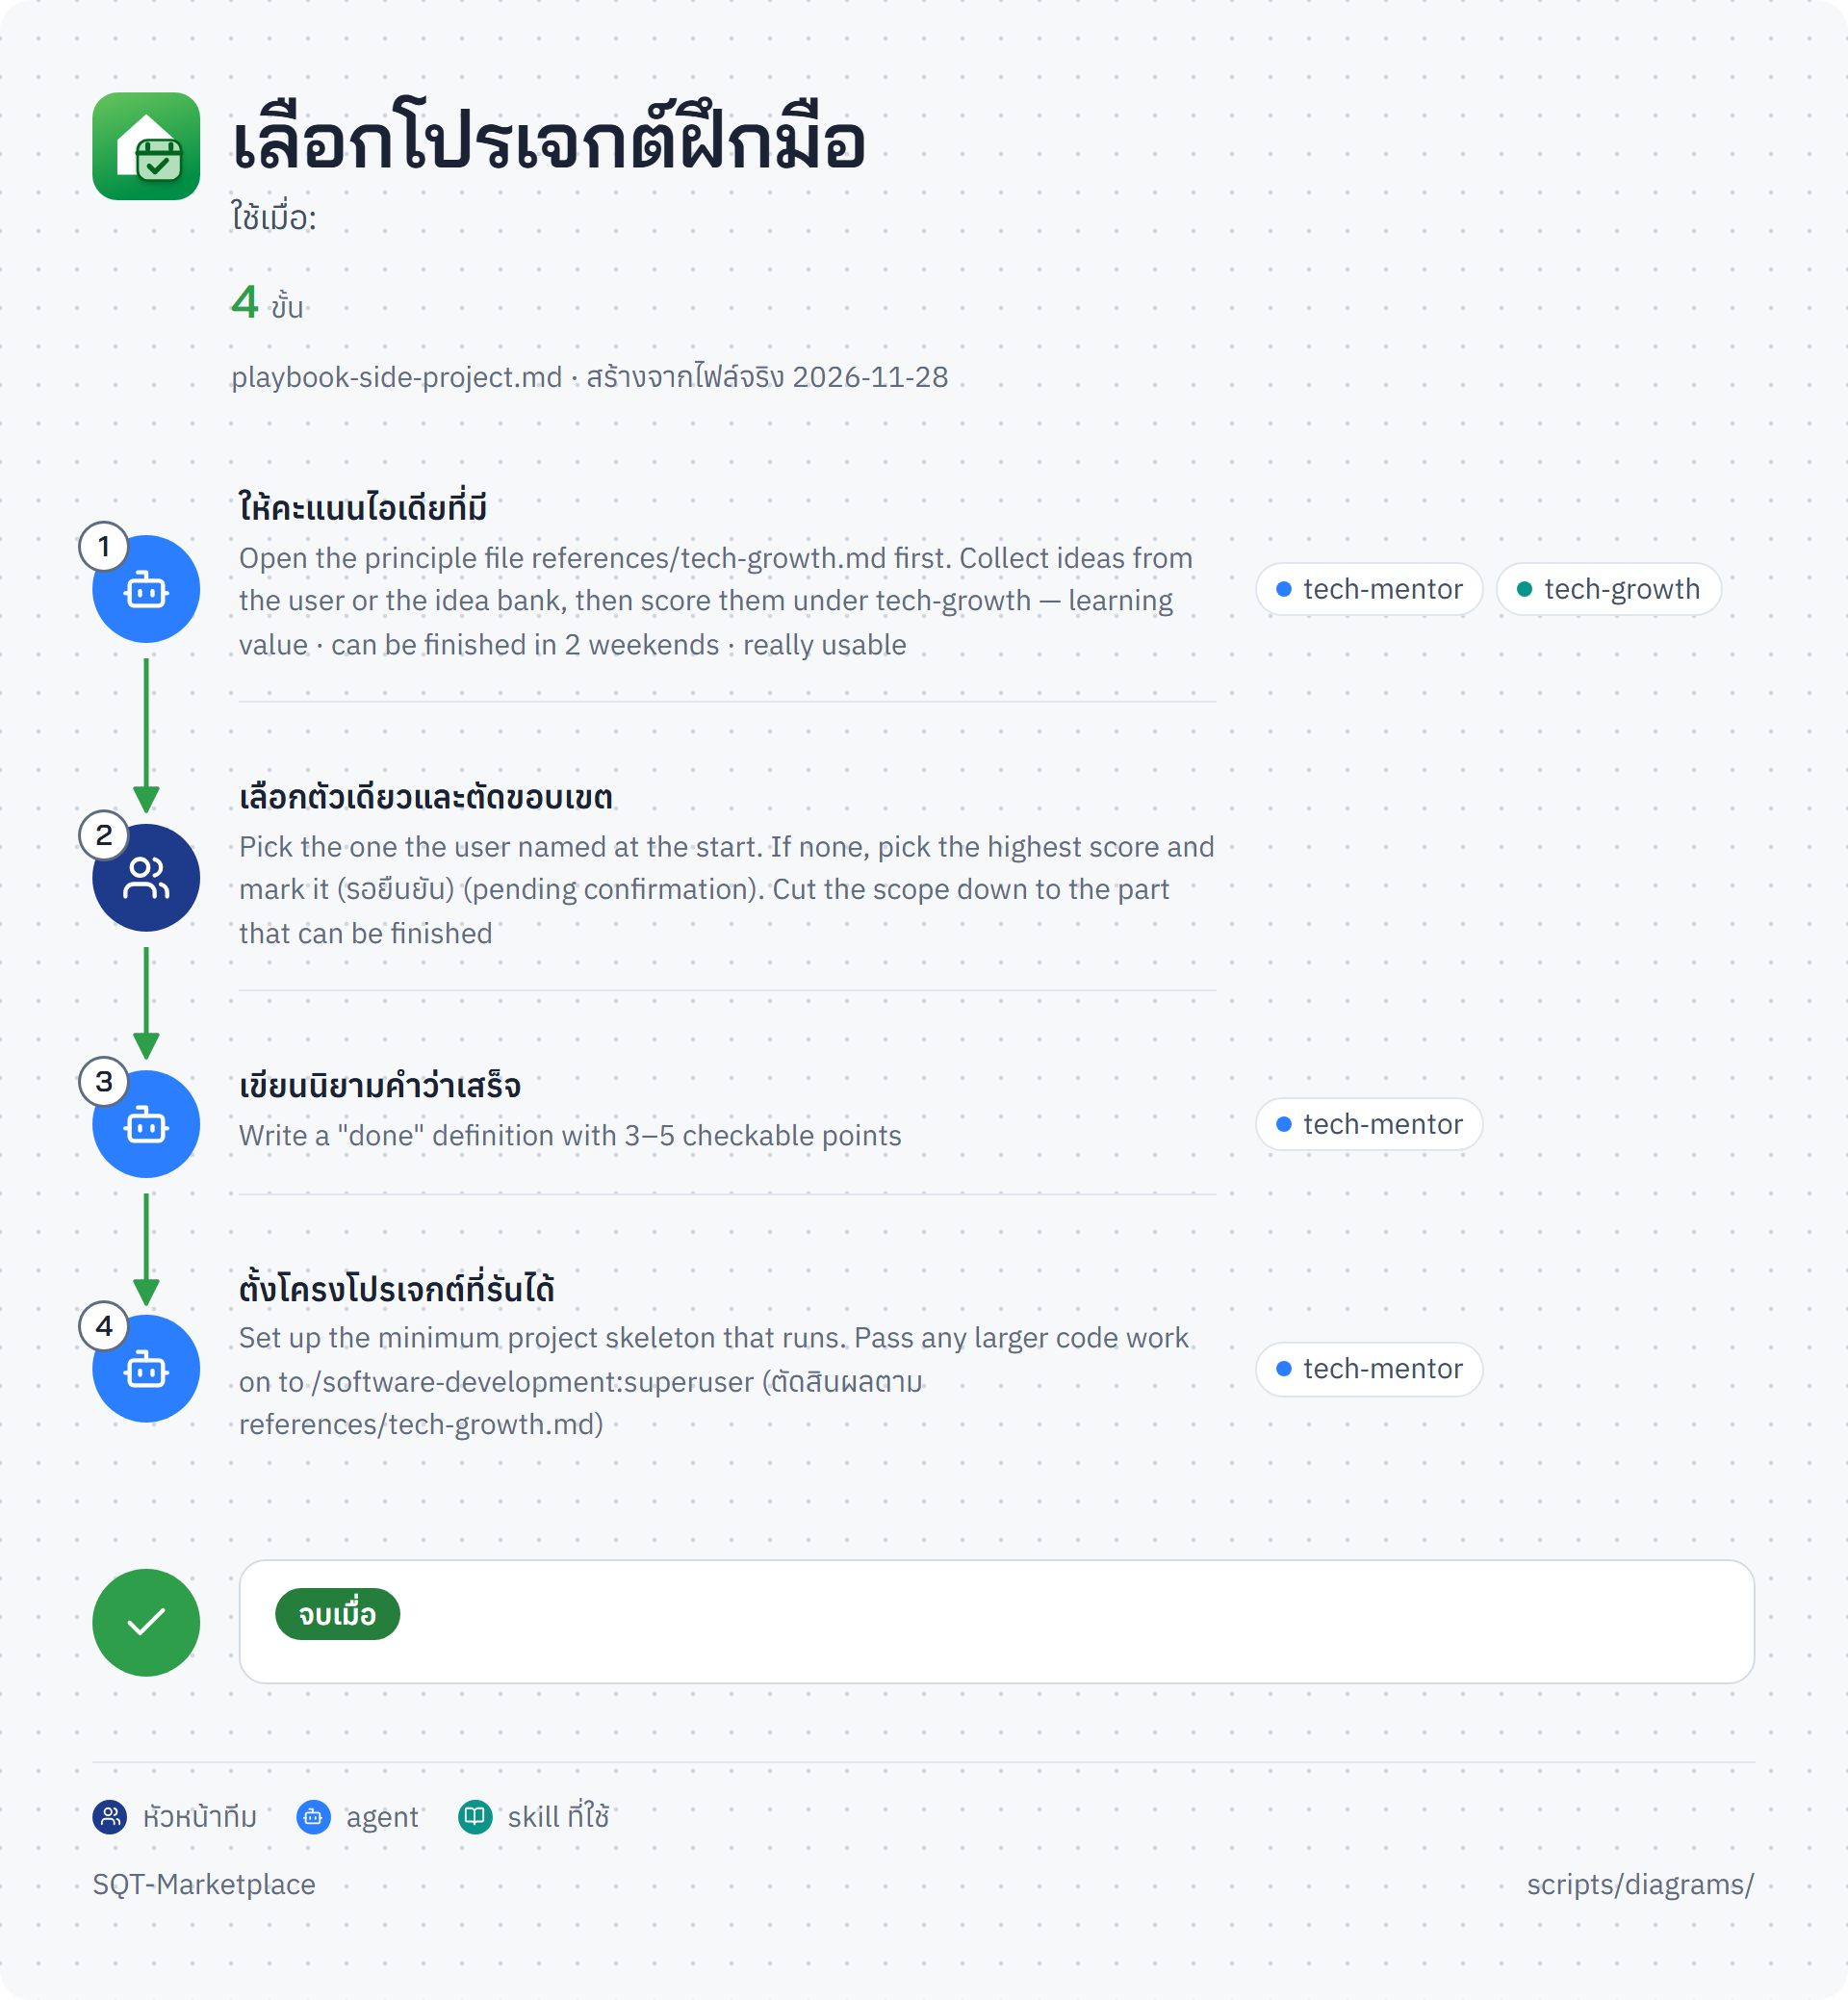 เลือกโปรเจกต์ฝึกมือ
ใช้เมื่อ:
4 ขั้น
playbook-side-project.md · สร้างจากไฟล์จริง 2026-11-28
1
ให้คะแนนไอเดียที่มี
Open the principle file references/tech-growth.md first. Collect ideas from
the user or the idea bank, then score them under tech-growth — learning
value · can be finished in 2 weekends · really usable
tech-mentor
tech-growth
2
เลือกตัวเดียวและตัดขอบเขต
Pick the one the user named at the start. If none, pick the highest score and
mark it (รอยืนยัน) (pending confirmation). Cut the scope down to the part
that can be finished
3
เขียนนิยามคำว่าเสร็จ
Write a "done" definition with 3–5 checkable points
tech-mentor
4
ตั้งโครงโปรเจกต์ที่รันได้
Set up the minimum project skeleton that runs. Pass any larger code work
on to /software-development:superuser (ตัดสินผลตาม
references/tech-growth.md)
tech-mentor
จบเมื่อ
หัวหน้าทีม
agent
skill ที่ใช้
SQT-Marketplace
scripts/diagrams/